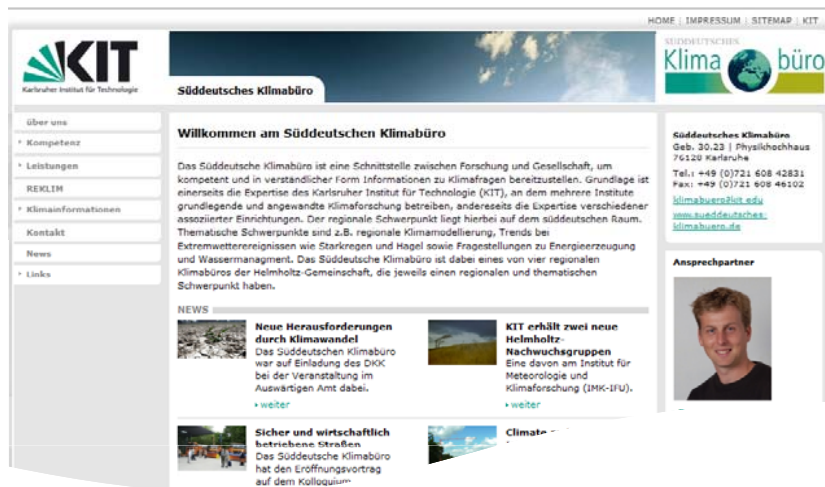 HOME | IMPRESSUM | SITEMAP | KIT
KIT
Karlsruher Institut für Technologie
Süddeutsches Klimabüro
SÜDDEUTSCHES
Klima büro
über uns
Kompetenz
Leistungen
REKLIM
Klimainformationen
Kontakt
News
Links
Willkommen am Süddeutschen Klimabüro
Das Süddeutsche Klimabüro ist eine Schnittstelle zwischen Forschung und Gesellschaft, um
kompetent und in verständlicher Form Informationen zu Klimafragen bereitzustellen. Grundlage ist
einerseits die Expertise des Karlsruher Institut für Technologie (KIT), an dem mehrere Institute
grundlegende und angewandte Klimaforschung betreiben, andereseits die Expertise verschiedener
assoziierter Einrichtungen. Der regionale Schwerpunkt liegt hierbei auf dem süddeutschen Raum.
Thematische Schwerpunkte sind z.B. regionale Klimamodellierung, Trends bei
Extremwetterereignissen wie Starkregen und Hagel sowie Fragestellungen zu Energieerzeugung
und Wassermanagment. Das Süddeutsche Klimabüro ist dabei eines von vier regionalen
Klimabüros der Helmholtz-Gemeinschaft, die jeweils einen regionalen und thematischen
Schwerpunkt haben.
NEWS
Neue Herausforderungen
durch Klimawandel
Das Süddeutschen Klimabüro
war auf Einladung des DKK
bei der Veranstaltung im
Auswärtigen Amt dabei.
weiter
KIT erhält zwei neue
Helmholtz-
Nachwuchsgruppen
Eine davon am Institut für
Meteorologie und
Klimaforschung (IMK-IFU).
weiter
Sicher und wirtschaftlich
betriebene Straßen
Das Süddeutsche Klimabüro
hat den Eröffnungsvortrag
auf dem Kolloquium
Climate
Süddeutsches Klimabüro
Geb. 30.23 | Physikhochhaus
76120 Karlsruhe
Tel.: +49 (0)721 608 42831
Fax: +49 (0)721 608 46102
klimabuero@kit.edu
www.sueddeutsches-
klimabuero.de
Ansprechpartner